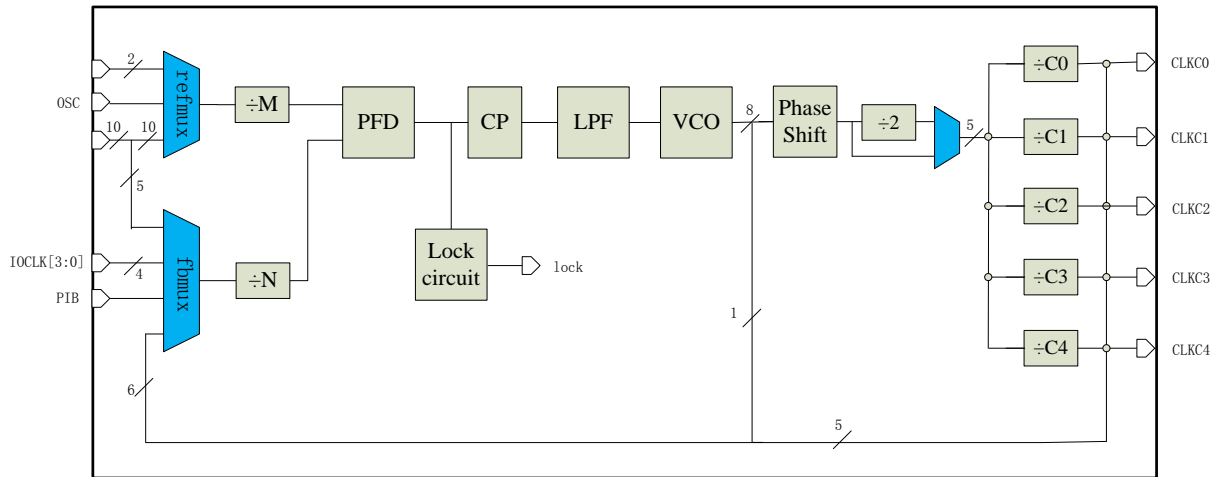 2
OSC
10
10
refmux
÷M
5
IOCLK[3:0]
4
PIB
fbmux
÷N
6
PFD
CP
LPF
VCO
Lock
circuit
lock
8
1
Phase
Shift
÷2
5
5
÷C0
÷C1
÷C2
÷C3
÷C4
CLKC0
CLKC1
CLKC2
CLKC3
CLKC4